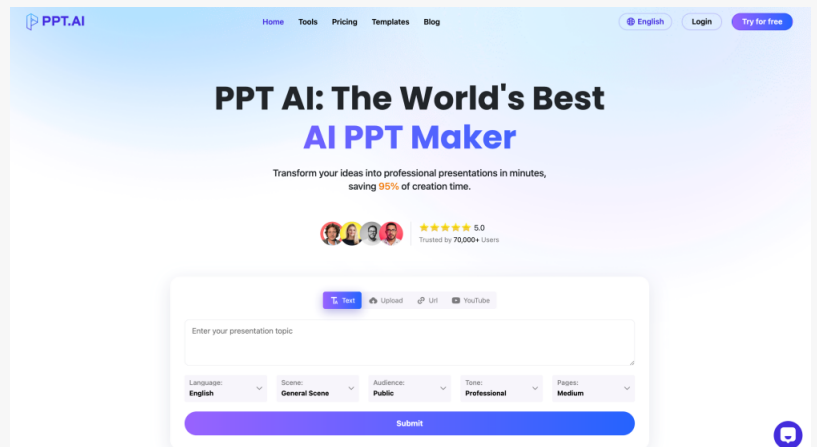 PPT.AI
Home Tools Pricing Templates Blog
English Login Try for free
PPT AI: The World's Best
AI PPT Maker
Transform your ideas into professional presentations in minutes,
saving 95% of creation time.
5.0
Trusted by 70,000+ Users
Text Upload Url YouTube
Enter your presentation topic
Language: Scene: Audience: Tone: Pages:
English General Scene Public Professional Medium
Submit